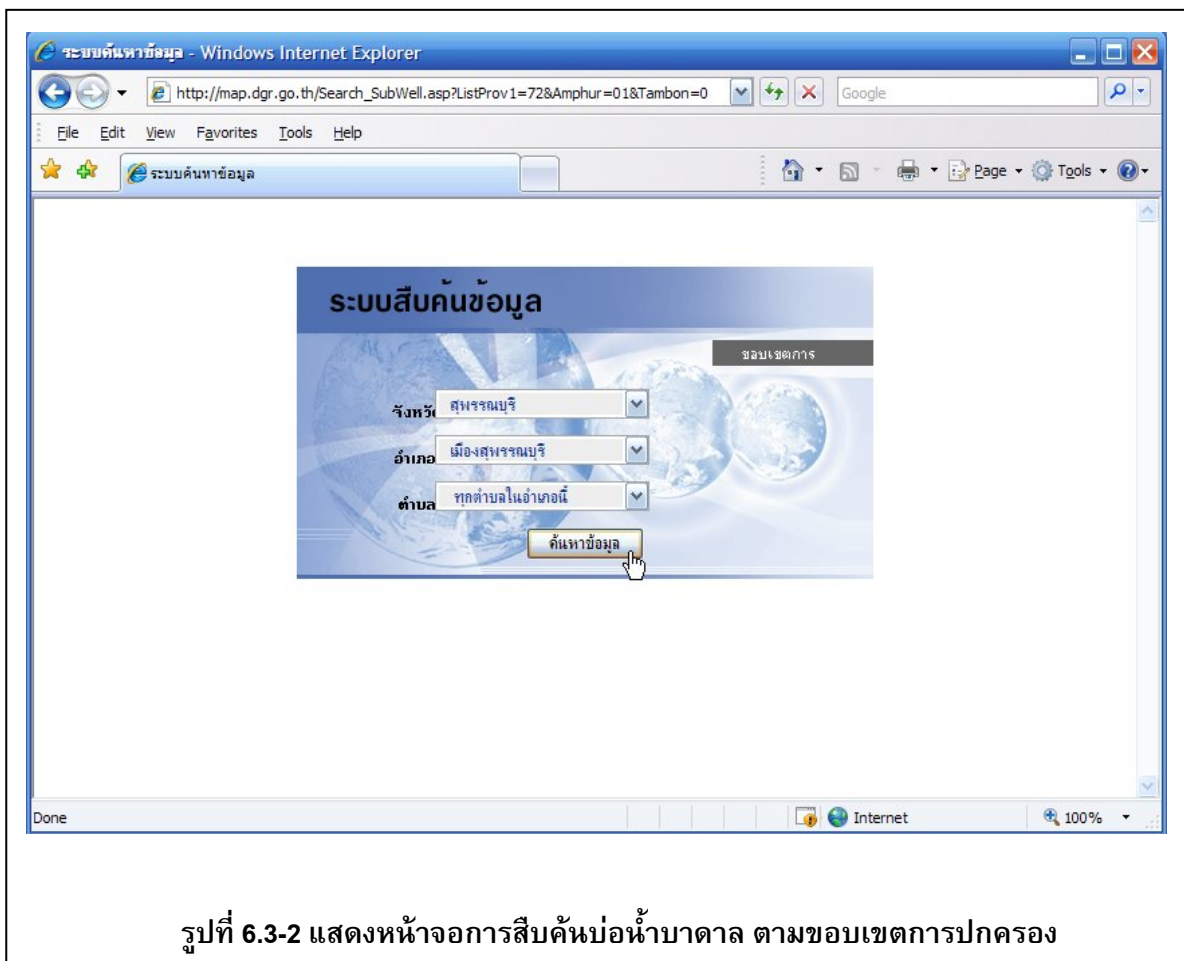 ระบบค้นหาข้อมูล - Windows Internet Explorer
http://map.dgr.go.th/Search_SubWell.asp?ListProv1=72&Amphur=01&Tambon=0
Google
File Edit View Favorites Tools Help
ระบบค้นหาข้อมูล
Page Tools
ระบบสืบค้นข้อมูล
ขอบเขตการ
จังหวัด สุพรรณบุรี
อำเภอ เมืองสุพรรณบุรี
ตำบล ทุกตำบลในอำเภอนี้
ค้นหาข้อมูล
Done
Internet
100%
รูปที่ 6.3-2 แสดงหน้าจอการสืบค้นบ่อน้ำบาดาล ตามขอบเขตการปกครอง